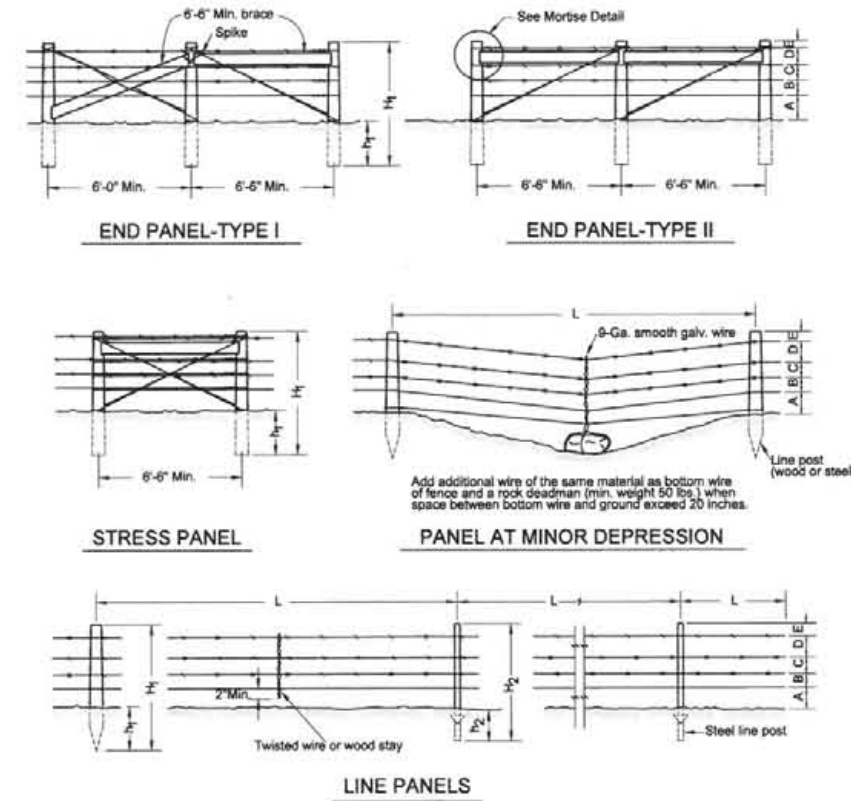 6'-6" Min. brace
Spike
H1
h1
6'-0" Min.
6'-6" Min.
END PANEL-TYPE I
See Mortise Detail
A B C D E
6'-6" Min.
6'-6" Min.
END PANEL-TYPE II
H1
h1
6'-6" Min.
STRESS PANEL
L
9-Ga. smooth galv. wire
A B C D E
Line post
(wood or steel
Add additional wire of the same material as bottom wire
of fence and a rock deadman (min. weight 50 lbs.) when
space between bottom wire and ground exceed 20 inches.
PANEL AT MINOR DEPRESSION
L
L
L
H1
h1
2"Min.
Twisted wire or wood stay
H2
h2
A B C D E
Steel line post
LINE PANELS